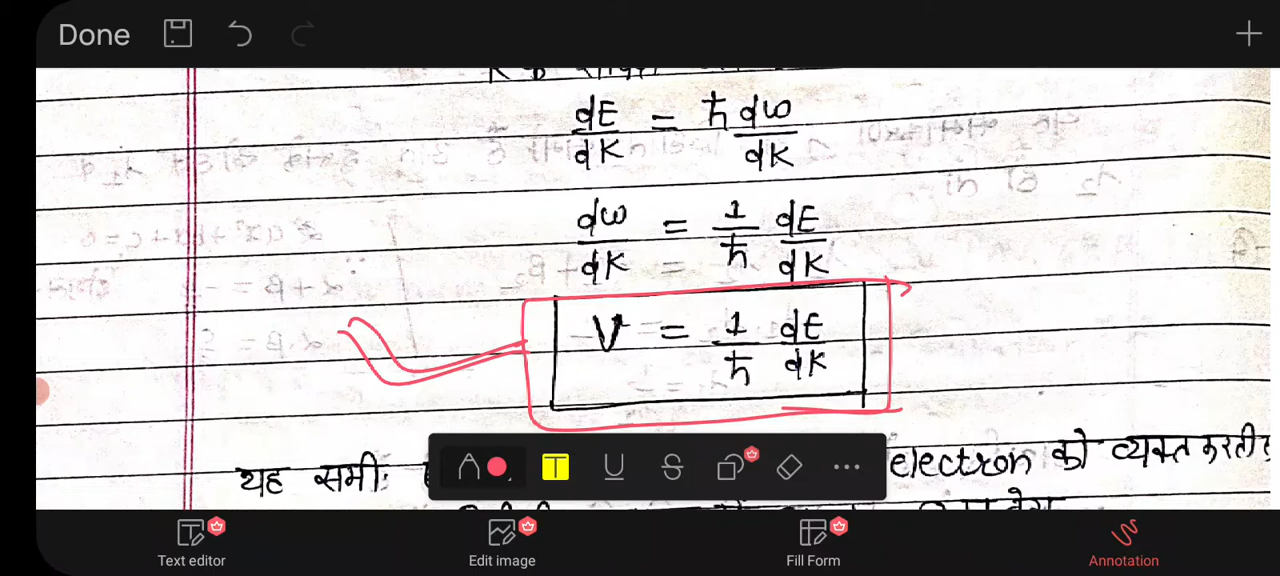 Done
dE/dK = ħ dω/dK
dω/dK = 1/ħ dE/dK
V = 1/ħ dE/dK
यह समी: electron को व्यक्त करती है
Text editor Edit image Fill Form Annotation